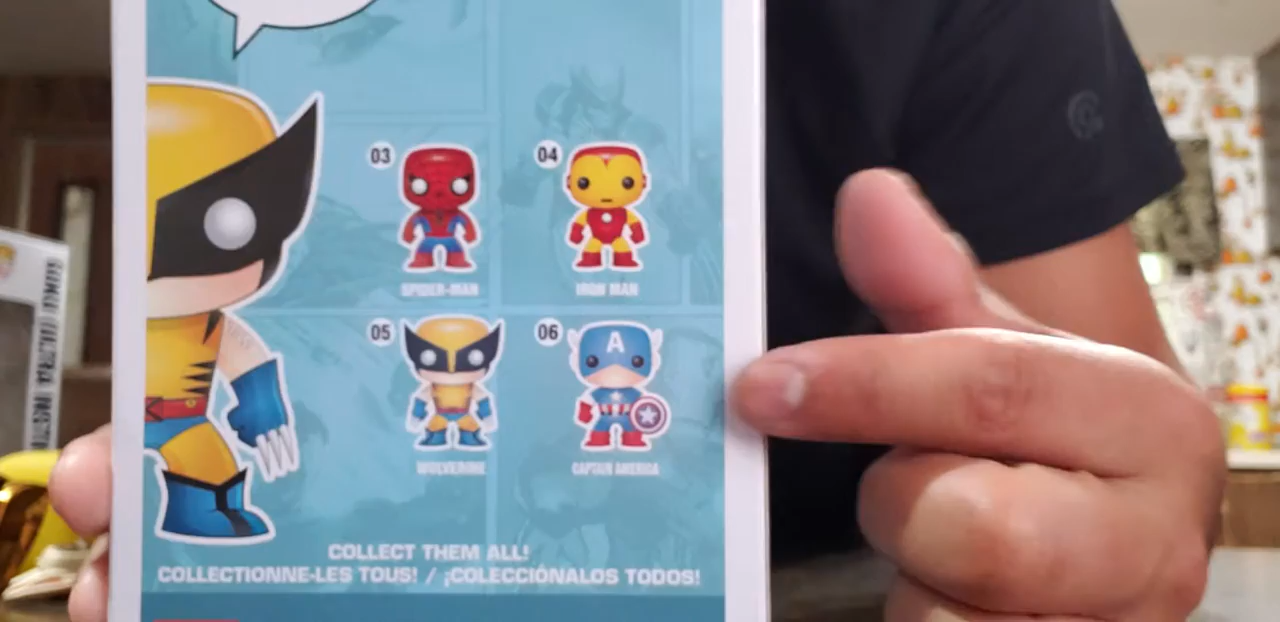 03
04
SPIDER-MAN
IRON MAN
05
06
A
WOLVERINE
CAPTAIN AMERICA
COLLECT THEM ALL!
COLLECTIONNE-LES TOUS! / ¡COLECCIÓNALOS TODOS!